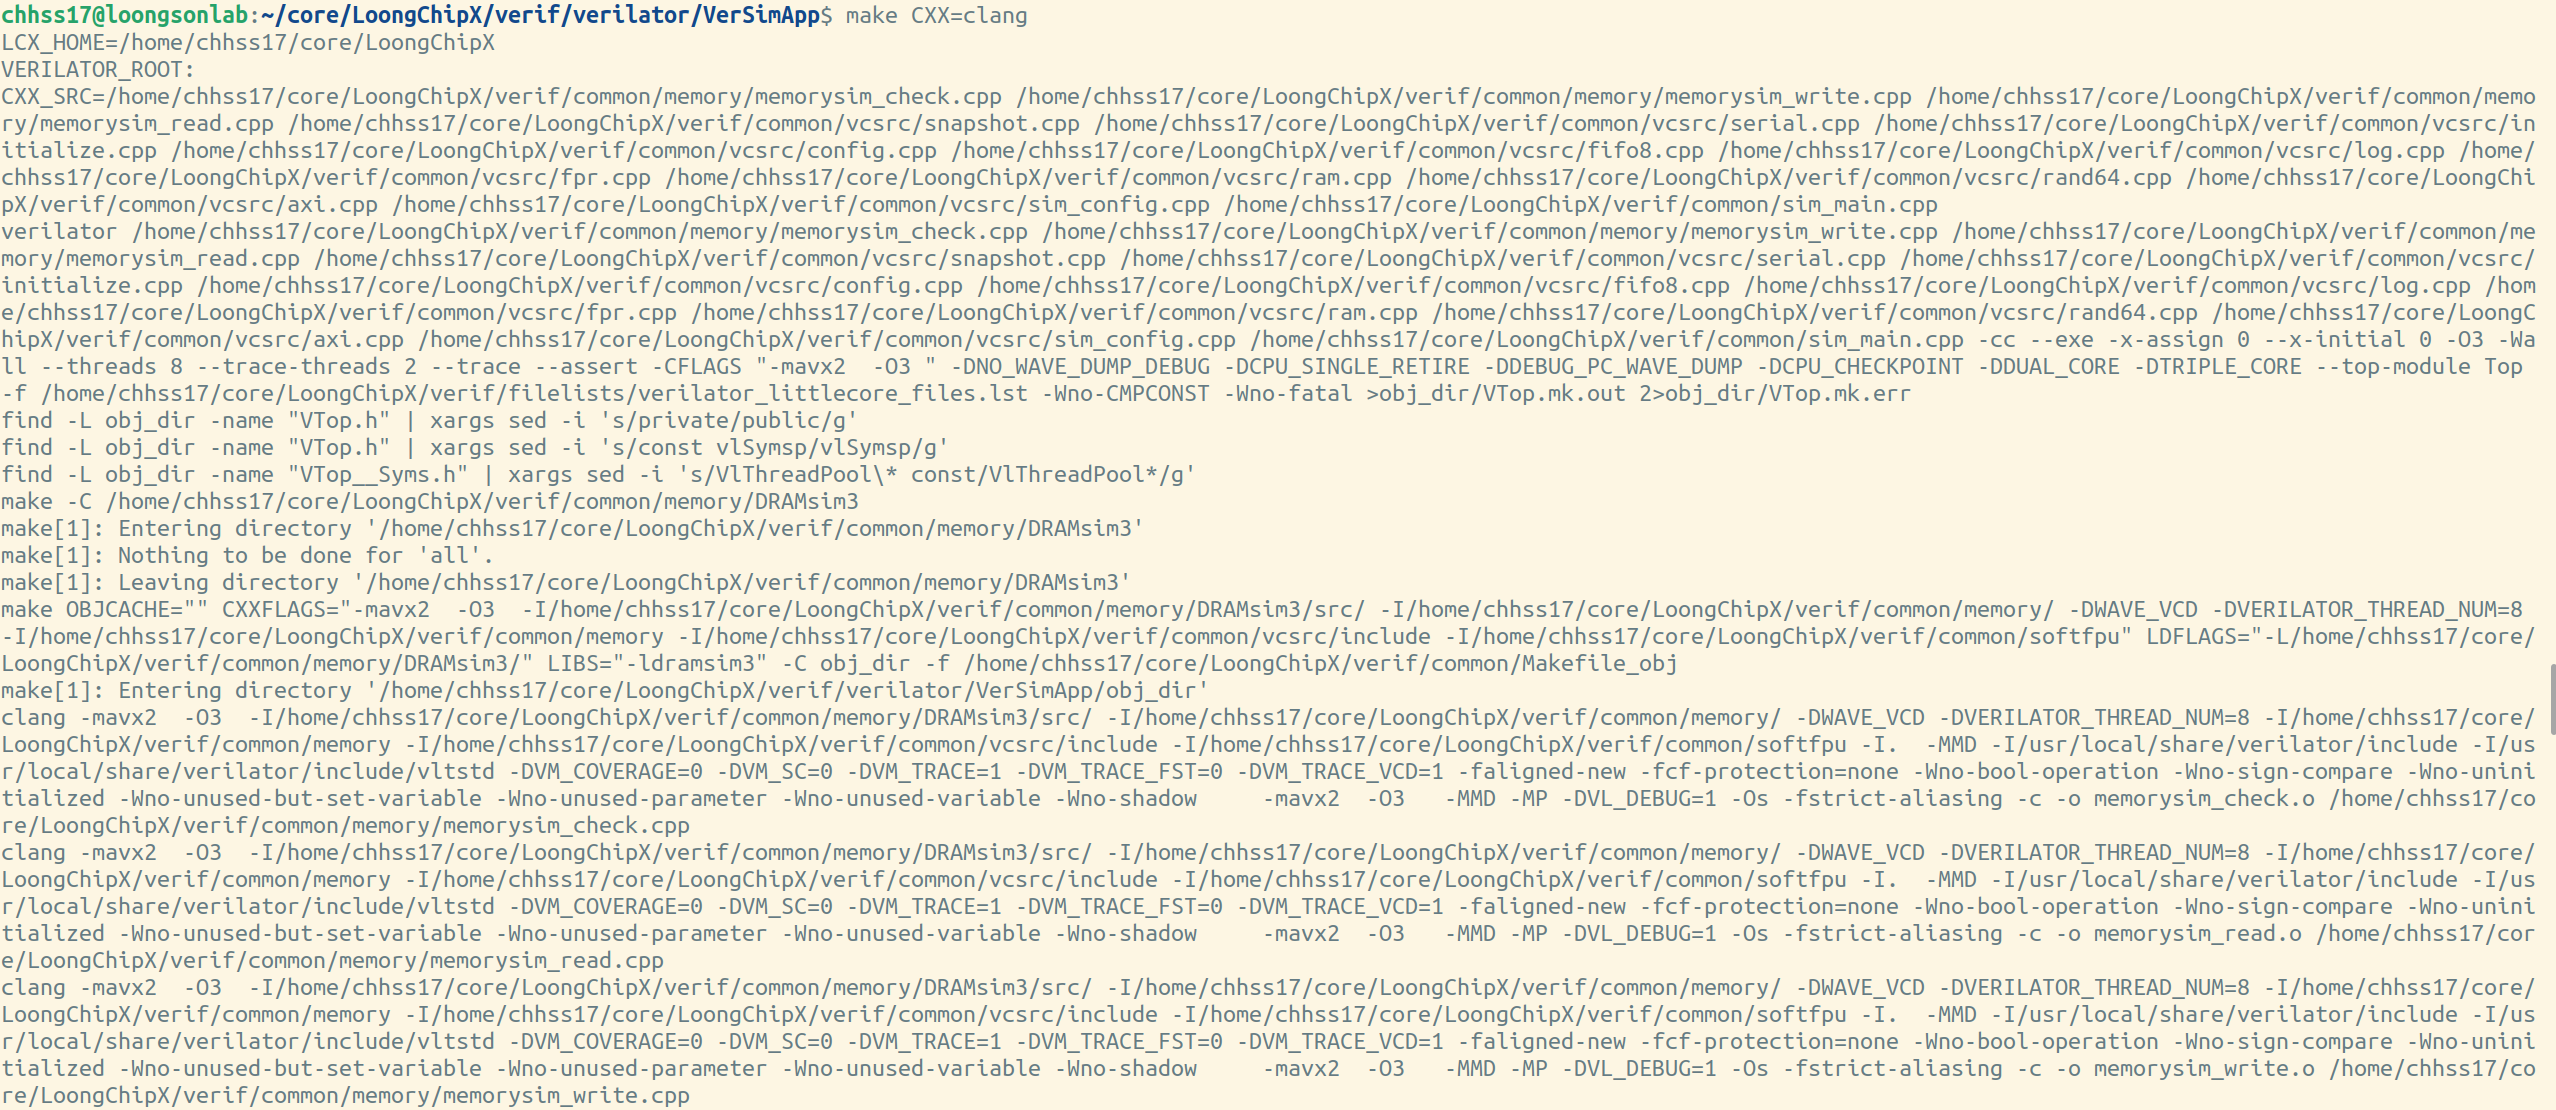 chhss17@loongsonlab:~/core/LoongChipX/verif/verilator/VerSimApp$ make CXX=clang
LCX_HOME=/home/chhss17/core/LoongChipX
VERILATOR_ROOT:
CXX_SRC=/home/chhss17/core/LoongChipX/verif/common/memory/memorysim_check.cpp /home/chhss17/core/LoongChipX/verif/common/memory/memorysim_write.cpp /home/chhss17/core/LoongChipX/verif/common/memo
ry/memorysim_read.cpp /home/chhss17/core/LoongChipX/verif/common/vcsrc/snapshot.cpp /home/chhss17/core/LoongChipX/verif/common/vcsrc/serial.cpp /home/chhss17/core/LoongChipX/verif/common/vcsrc/in
itialize.cpp /home/chhss17/core/LoongChipX/verif/common/vcsrc/config.cpp /home/chhss17/core/LoongChipX/verif/common/vcsrc/fifo8.cpp /home/chhss17/core/LoongChipX/verif/common/vcsrc/log.cpp /home/
chhss17/core/LoongChipX/verif/common/vcsrc/fpr.cpp /home/chhss17/core/LoongChipX/verif/common/vcsrc/ram.cpp /home/chhss17/core/LoongChipX/verif/common/vcsrc/rand64.cpp /home/chhss17/core/LoongChi
pX/verif/common/vcsrc/axi.cpp /home/chhss17/core/LoongChipX/verif/common/vcsrc/sim_config.cpp /home/chhss17/core/LoongChipX/verif/common/sim_main.cpp
verilator /home/chhss17/core/LoongChipX/verif/common/memory/memorysim_check.cpp /home/chhss17/core/LoongChipX/verif/common/memory/memorysim_write.cpp /home/chhss17/core/LoongChipX/verif/common/me
mory/memorysim_read.cpp /home/chhss17/core/LoongChipX/verif/common/vcsrc/snapshot.cpp /home/chhss17/core/LoongChipX/verif/common/vcsrc/serial.cpp /home/chhss17/core/LoongChipX/verif/common/vcsrc/
initialize.cpp /home/chhss17/core/LoongChipX/verif/common/vcsrc/config.cpp /home/chhss17/core/LoongChipX/verif/common/vcsrc/fifo8.cpp /home/chhss17/core/LoongChipX/verif/common/vcsrc/log.cpp /hom
e/chhss17/core/LoongChipX/verif/common/vcsrc/fpr.cpp /home/chhss17/core/LoongChipX/verif/common/vcsrc/ram.cpp /home/chhss17/core/LoongChipX/verif/common/vcsrc/rand64.cpp /home/chhss17/core/LoongC
hipX/verif/common/vcsrc/axi.cpp /home/chhss17/core/LoongChipX/verif/common/vcsrc/sim_config.cpp /home/chhss17/core/LoongChipX/verif/common/sim_main.cpp -cc --exe -x-assign 0 --x-initial 0 -O3 -Wa
ll --threads 8 --trace-threads 2 --trace --assert -CFLAGS "-mavx2  -O3 " -DNO_WAVE_DUMP_DEBUG -DCPU_SINGLE_RETIRE -DDEBUG_PC_WAVE_DUMP -DCPU_CHECKPOINT -DDUAL_CORE -DTRIPLE_CORE --top-module Top
-f /home/chhss17/core/LoongChipX/verif/filelists/verilator_littlecore_files.lst -Wno-CMPCONST -Wno-fatal >obj_dir/VTop.mk.out 2>obj_dir/VTop.mk.err
find -L obj_dir -name "VTop.h" | xargs sed -i 's/private/public/g'
find -L obj_dir -name "VTop.h" | xargs sed -i 's/const vlSymsp/vlSymsp/g'
find -L obj_dir -name "VTop__Syms.h" | xargs sed -i 's/VlThreadPool\* const/VlThreadPool*/g'
make -C /home/chhss17/core/LoongChipX/verif/common/memory/DRAMsim3
make[1]: Entering directory '/home/chhss17/core/LoongChipX/verif/common/memory/DRAMsim3'
make[1]: Nothing to be done for 'all'.
make[1]: Leaving directory '/home/chhss17/core/LoongChipX/verif/common/memory/DRAMsim3'
make OBJCACHE="" CXXFLAGS="-mavx2  -O3  -I/home/chhss17/core/LoongChipX/verif/common/memory/DRAMsim3/src/ -I/home/chhss17/core/LoongChipX/verif/common/memory/ -DWAVE_VCD -DVERILATOR_THREAD_NUM=8
-I/home/chhss17/core/LoongChipX/verif/common/memory -I/home/chhss17/core/LoongChipX/verif/common/vcsrc/include -I/home/chhss17/core/LoongChipX/verif/common/softfpu" LDFLAGS="-L/home/chhss17/core/
LoongChipX/verif/common/memory/DRAMsim3/" LIBS="-ldramsim3" -C obj_dir -f /home/chhss17/core/LoongChipX/verif/common/Makefile_obj
make[1]: Entering directory '/home/chhss17/core/LoongChipX/verif/verilator/VerSimApp/obj_dir'
clang -mavx2  -O3  -I/home/chhss17/core/LoongChipX/verif/common/memory/DRAMsim3/src/ -I/home/chhss17/core/LoongChipX/verif/common/memory/ -DWAVE_VCD -DVERILATOR_THREAD_NUM=8 -I/home/chhss17/core/
LoongChipX/verif/common/memory -I/home/chhss17/core/LoongChipX/verif/common/vcsrc/include -I/home/chhss17/core/LoongChipX/verif/common/softfpu -I.  -MMD -I/usr/local/share/verilator/include -I/us
r/local/share/verilator/include/vltstd -DVM_COVERAGE=0 -DVM_SC=0 -DVM_TRACE=1 -DVM_TRACE_FST=0 -DVM_TRACE_VCD=1 -faligned-new -fcf-protection=none -Wno-bool-operation -Wno-sign-compare -Wno-unini
tialized -Wno-unused-but-set-variable -Wno-unused-parameter -Wno-unused-variable -Wno-shadow     -mavx2  -O3   -MMD -MP -DVL_DEBUG=1 -Os -fstrict-aliasing -c -o memorysim_check.o /home/chhss17/co
re/LoongChipX/verif/common/memory/memorysim_check.cpp
clang -mavx2  -O3  -I/home/chhss17/core/LoongChipX/verif/common/memory/DRAMsim3/src/ -I/home/chhss17/core/LoongChipX/verif/common/memory/ -DWAVE_VCD -DVERILATOR_THREAD_NUM=8 -I/home/chhss17/core/
LoongChipX/verif/common/memory -I/home/chhss17/core/LoongChipX/verif/common/vcsrc/include -I/home/chhss17/core/LoongChipX/verif/common/softfpu -I.  -MMD -I/usr/local/share/verilator/include -I/us
r/local/share/verilator/include/vltstd -DVM_COVERAGE=0 -DVM_SC=0 -DVM_TRACE=1 -DVM_TRACE_FST=0 -DVM_TRACE_VCD=1 -faligned-new -fcf-protection=none -Wno-bool-operation -Wno-sign-compare -Wno-unini
tialized -Wno-unused-but-set-variable -Wno-unused-parameter -Wno-unused-variable -Wno-shadow     -mavx2  -O3   -MMD -MP -DVL_DEBUG=1 -Os -fstrict-aliasing -c -o memorysim_read.o /home/chhss17/cor
e/LoongChipX/verif/common/memory/memorysim_read.cpp
clang -mavx2  -O3  -I/home/chhss17/core/LoongChipX/verif/common/memory/DRAMsim3/src/ -I/home/chhss17/core/LoongChipX/verif/common/memory/ -DWAVE_VCD -DVERILATOR_THREAD_NUM=8 -I/home/chhss17/core/
LoongChipX/verif/common/memory -I/home/chhss17/core/LoongChipX/verif/common/vcsrc/include -I/home/chhss17/core/LoongChipX/verif/common/softfpu -I.  -MMD -I/usr/local/share/verilator/include -I/us
r/local/share/verilator/include/vltstd -DVM_COVERAGE=0 -DVM_SC=0 -DVM_TRACE=1 -DVM_TRACE_FST=0 -DVM_TRACE_VCD=1 -faligned-new -fcf-protection=none -Wno-bool-operation -Wno-sign-compare -Wno-unini
tialized -Wno-unused-but-set-variable -Wno-unused-parameter -Wno-unused-variable -Wno-shadow     -mavx2  -O3   -MMD -MP -DVL_DEBUG=1 -Os -fstrict-aliasing -c -o memorysim_write.o /home/chhss17/co
re/LoongChipX/verif/common/memory/memorysim_write.cpp